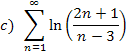 c) ∑_{n=1}^{∞} ln((2n + 1)/(n − 3))